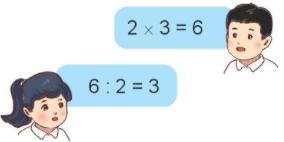 2 × 3 = 6
6 : 2 = 3